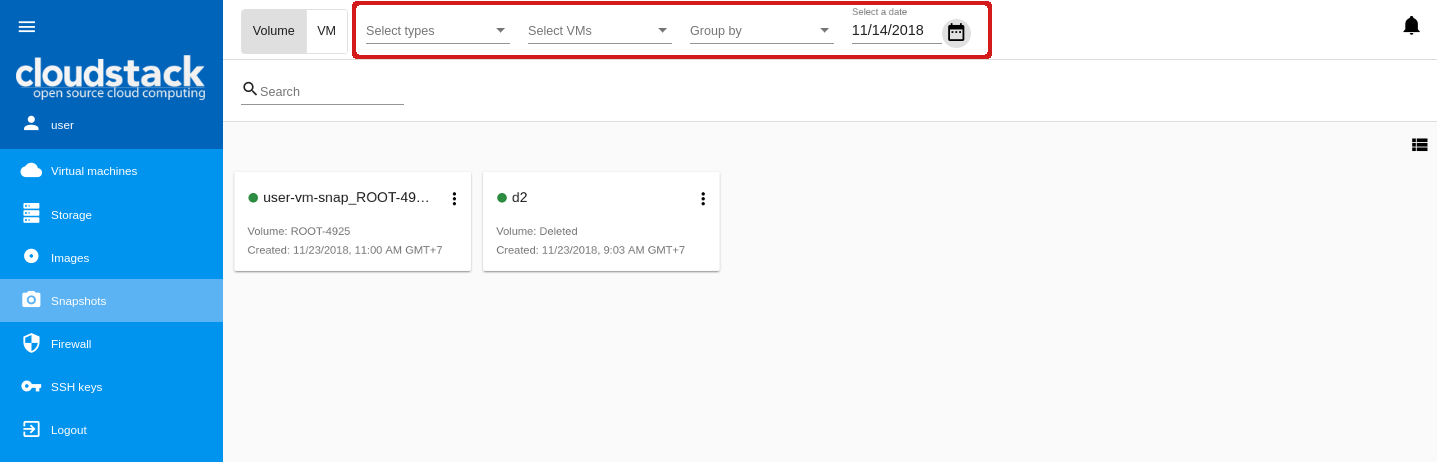 Volume
VM
Select types
Select VMs
Group by
Select a date
11/14/2018
cloudstack
open source cloud computing
Search
user
Virtual machines
Storage
Images
Snapshots
Firewall
SSH keys
Logout
user-vm-snap_ROOT-49...
Volume: ROOT-4925
Created: 11/23/2018, 11:00 AM GMT+7
d2
Volume: Deleted
Created: 11/23/2018, 9:03 AM GMT+7